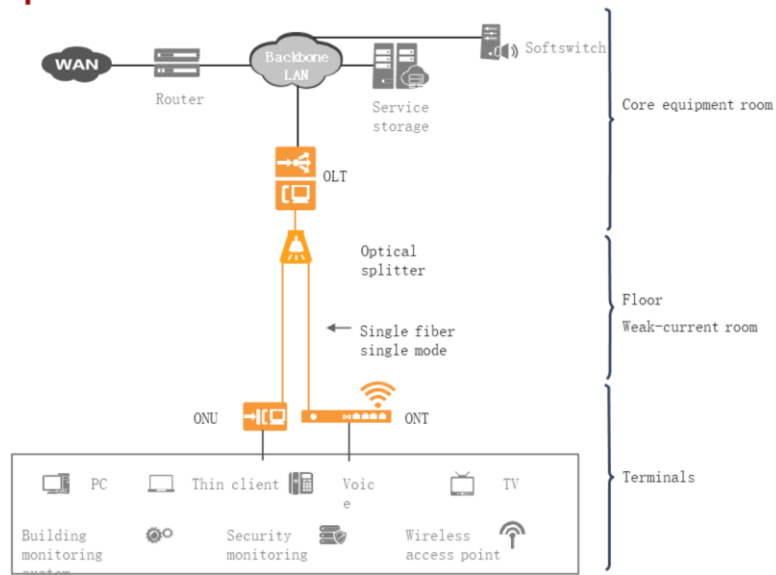 WAN
Router
Backbone
LAN
Service
storage
Softswitch
Core equipment room
OLT
Optical
splitter
Floor
Weak-current room
Single fiber
single mode
ONU
ONT
Terminals
PC
Thin client
Voic
e
TV
Building
monitoring
system
Security
monitoring
Wireless
access point